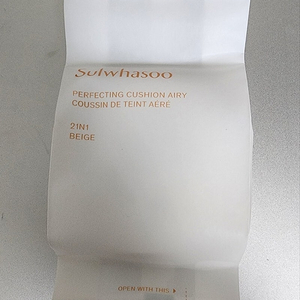 Sulwhasoo
PERFECTING CUSHION AIRY
COUSSIN DE TEINT AÉRÉ
21N1
BEIGE
OPEN WITH THIS